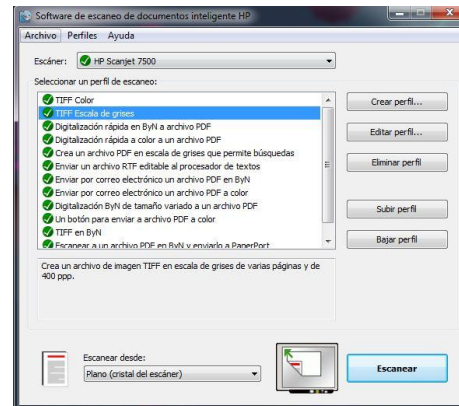 Software de escaneo de documentos inteligente HP
Archivo Perfiles Ayuda
Escáner: HP Scanjet 7500
Seleccionar un perfil de escaneo:
TIFF Color
TIFF Escala de grises
Digitalización rápida en ByN a archivo PDF
Digitalización rápida a color a un archivo PDF
Crea un archivo PDF en escala de grises que permite búsquedas
Enviar un archivo RTF editable al procesador de textos
Enviar por correo electrónico un archivo PDF en ByN
Enviar por correo electrónico un archivo PDF a color
Digitalización ByN de tamaño variado a un archivo PDF
Un botón para enviar a archivo PDF a color
TIFF en ByN
Escanear a un archivo PDF en ByN y enviarlo a PaperPort
Crear perfil...
Editar perfil...
Eliminar perfil
Subir perfil
Bajar perfil
Crea un archivo de imagen TIFF en escala de grises de varias páginas y de
400 ppp.
Escanear desde:
Plano (cristal del escáner)
Escanear